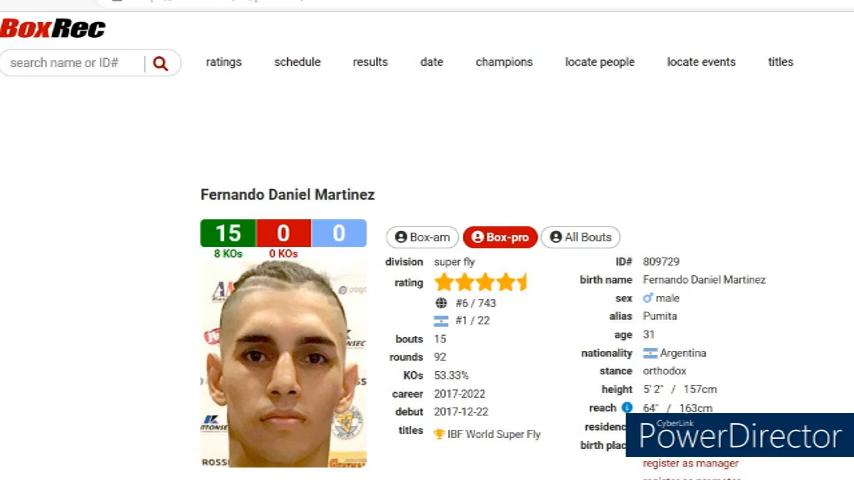 BoxRec
search name or ID#
ratings schedule results date champions locate people locate events titles
Fernando Daniel Martinez
15 0 0
8 KOs 0 KOs
Box-am Box-pro All Bouts
division super fly
rating
#6 / 743
#1 / 22
bouts 15
rounds 92
KOs 53.33%
career 2017-2022
debut 2017-12-22
titles IBF World Super Fly
ID# 809729
birth name Fernando Daniel Martinez
sex male
alias Pumita
age 31
nationality Argentina
stance orthodox
height 5' 2" / 157cm
reach 64" / 163cm
residence
birth place
CyberLink
PowerDirector
register as manager